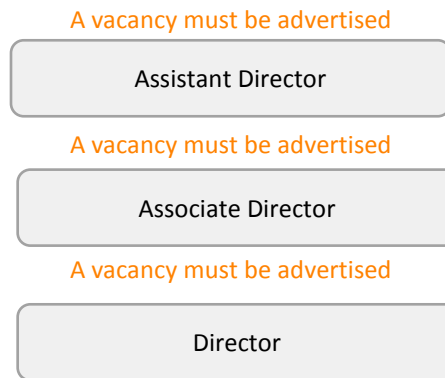 A vacancy must be advertised
Assistant Director
A vacancy must be advertised
Associate Director
A vacancy must be advertised
Director